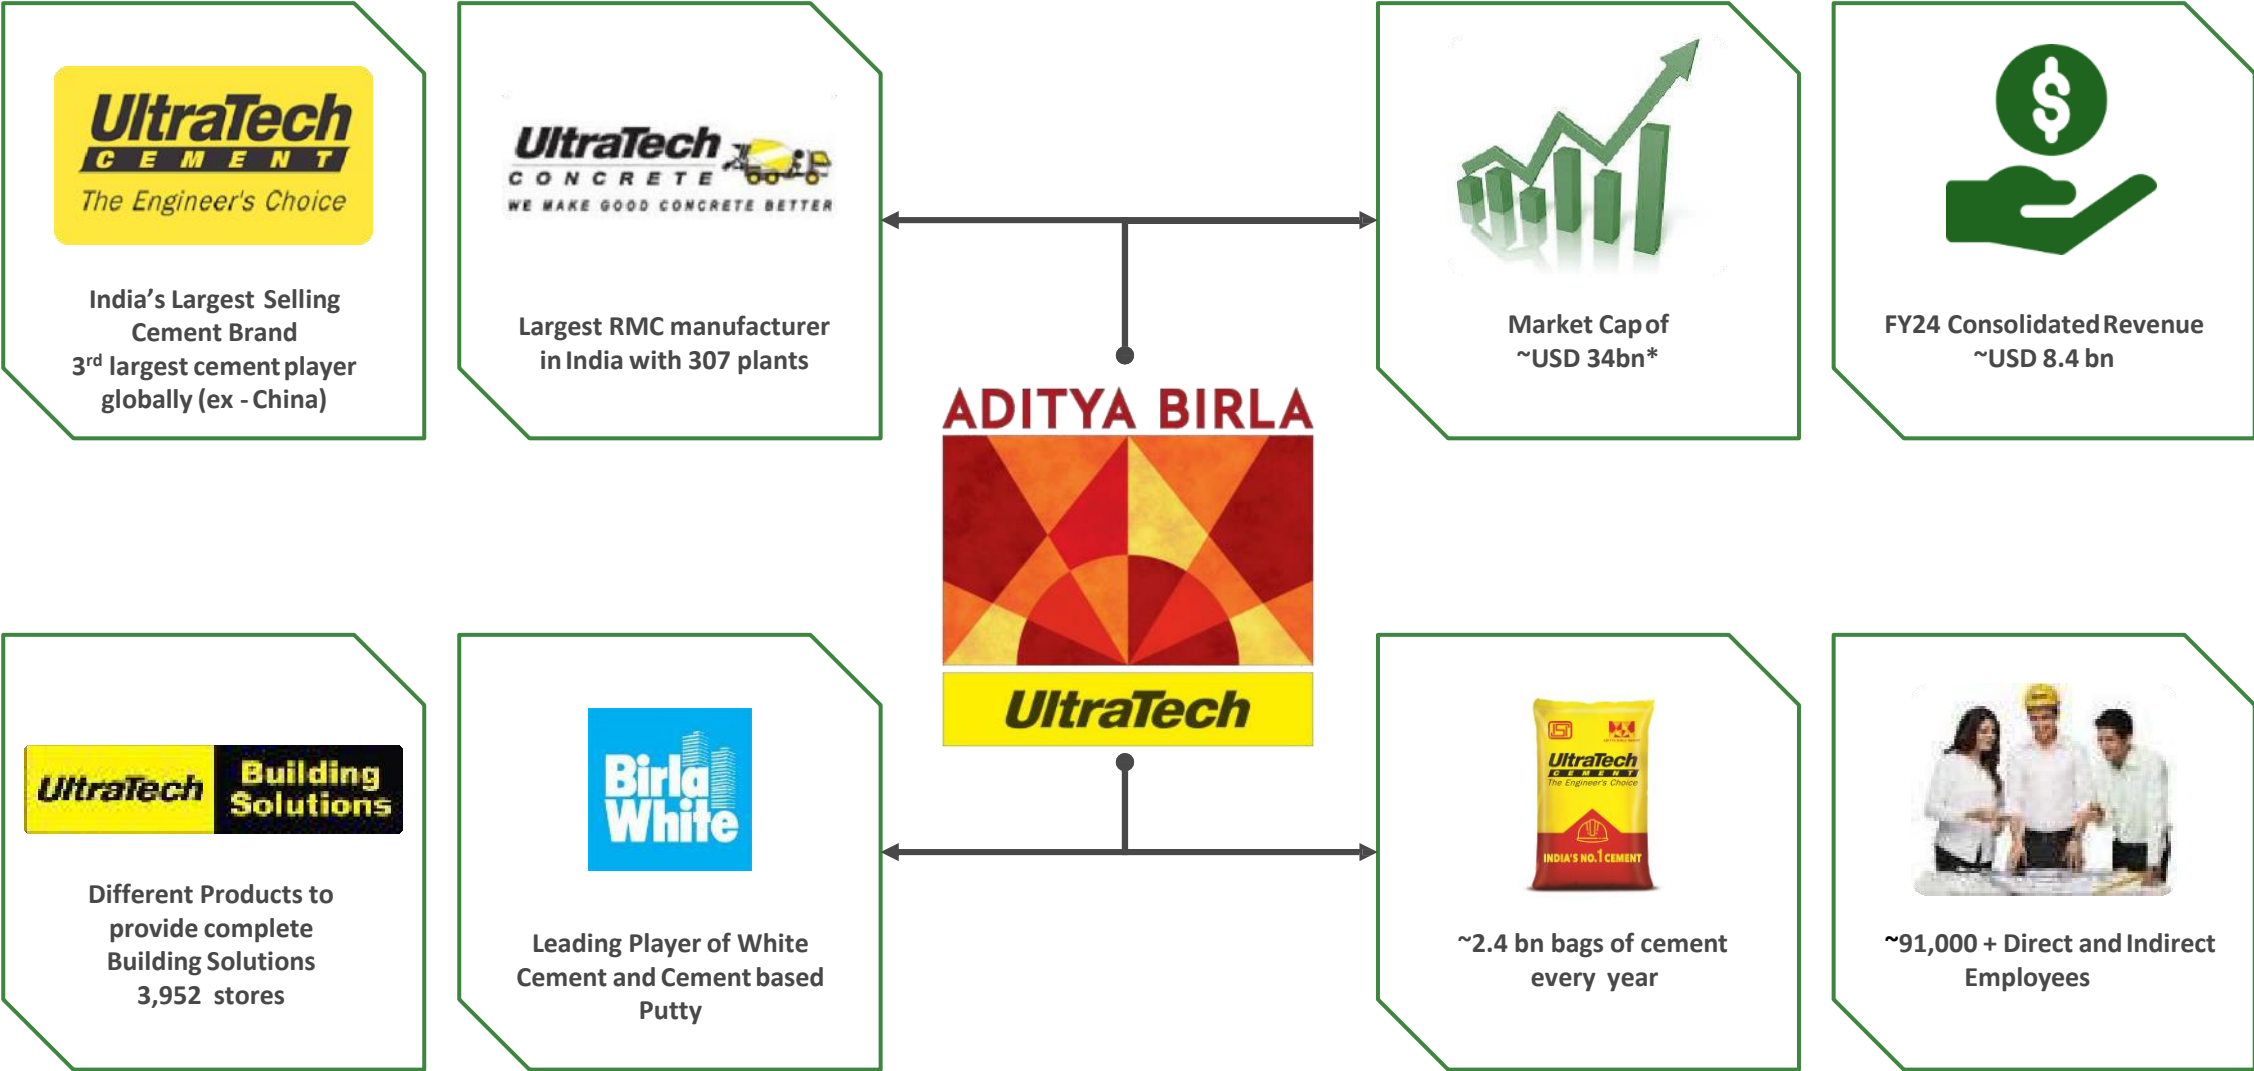 UltraTech
CEMENT
The Engineer's Choice
India’s Largest Selling
Cement Brand
3rd largest cement player
globally (ex - China)
UltraTech
CONCRETE
WE MAKE GOOD CONCRETE BETTER
Largest RMC manufacturer
in India with 307 plants
Market Cap of
~USD 34bn*
$
FY24 Consolidated Revenue
~USD 8.4 bn
ADITYA BIRLA
UltraTech
UltraTech
Building
Solutions
Different Products to
provide complete
Building Solutions
3,952 stores
Birla
White
Leading Player of White
Cement and Cement based
Putty
UltraTech
CEMENT
The Engineer's Choice
INDIA'S NO.1 CEMENT
~2.4 bn bags of cement
every year
~91,000 + Direct and Indirect
Employees